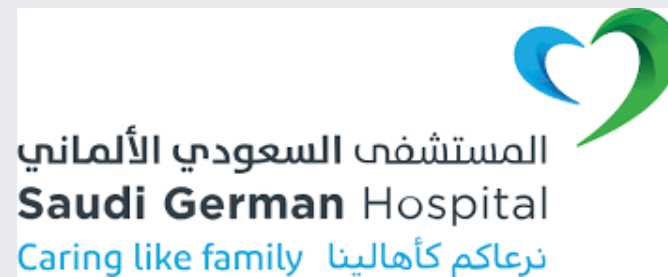 المستشفى السعودي الألماني
Saudi German Hospital
Caring like family نرعاكم كأهالينا